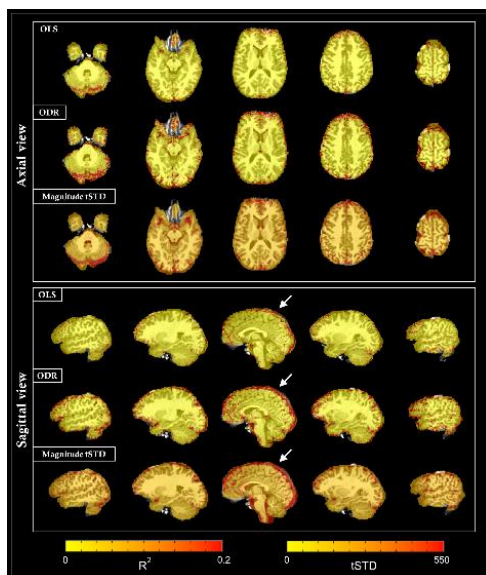 OLS
Axial view
ODR
Magnitude tSTD
OLS
Sagittal view
ODR
Magnitude tSTD
0 0.2 0 550
R² tSTD